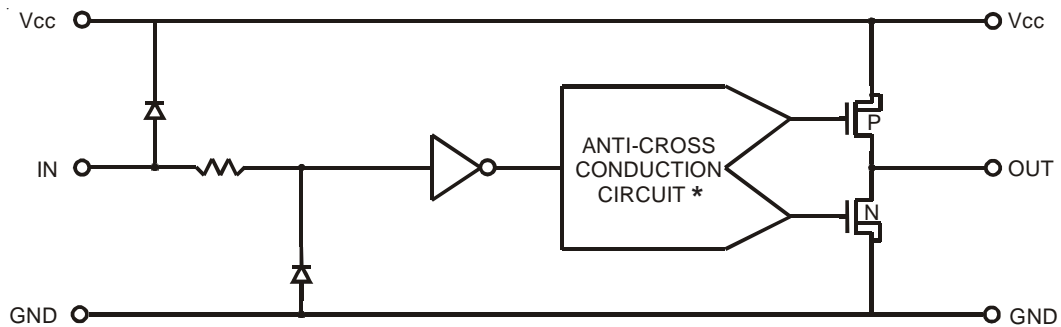 Vcc
Vcc
P
IN
ANTI-CROSS
CONDUCTION
CIRCUIT *
OUT
N
GND
GND